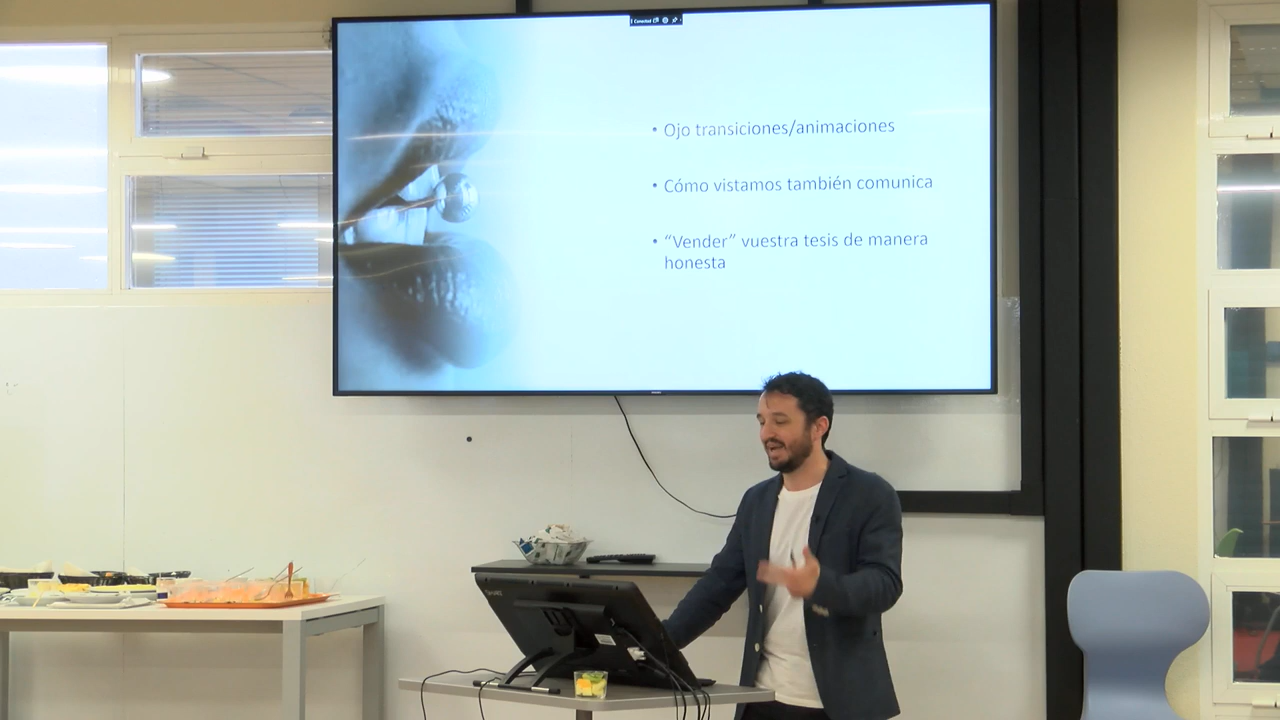 • Ojo transiciones/animaciones
• Cómo vistamos también comunica
• “Vender” vuestra tesis de manera
honesta